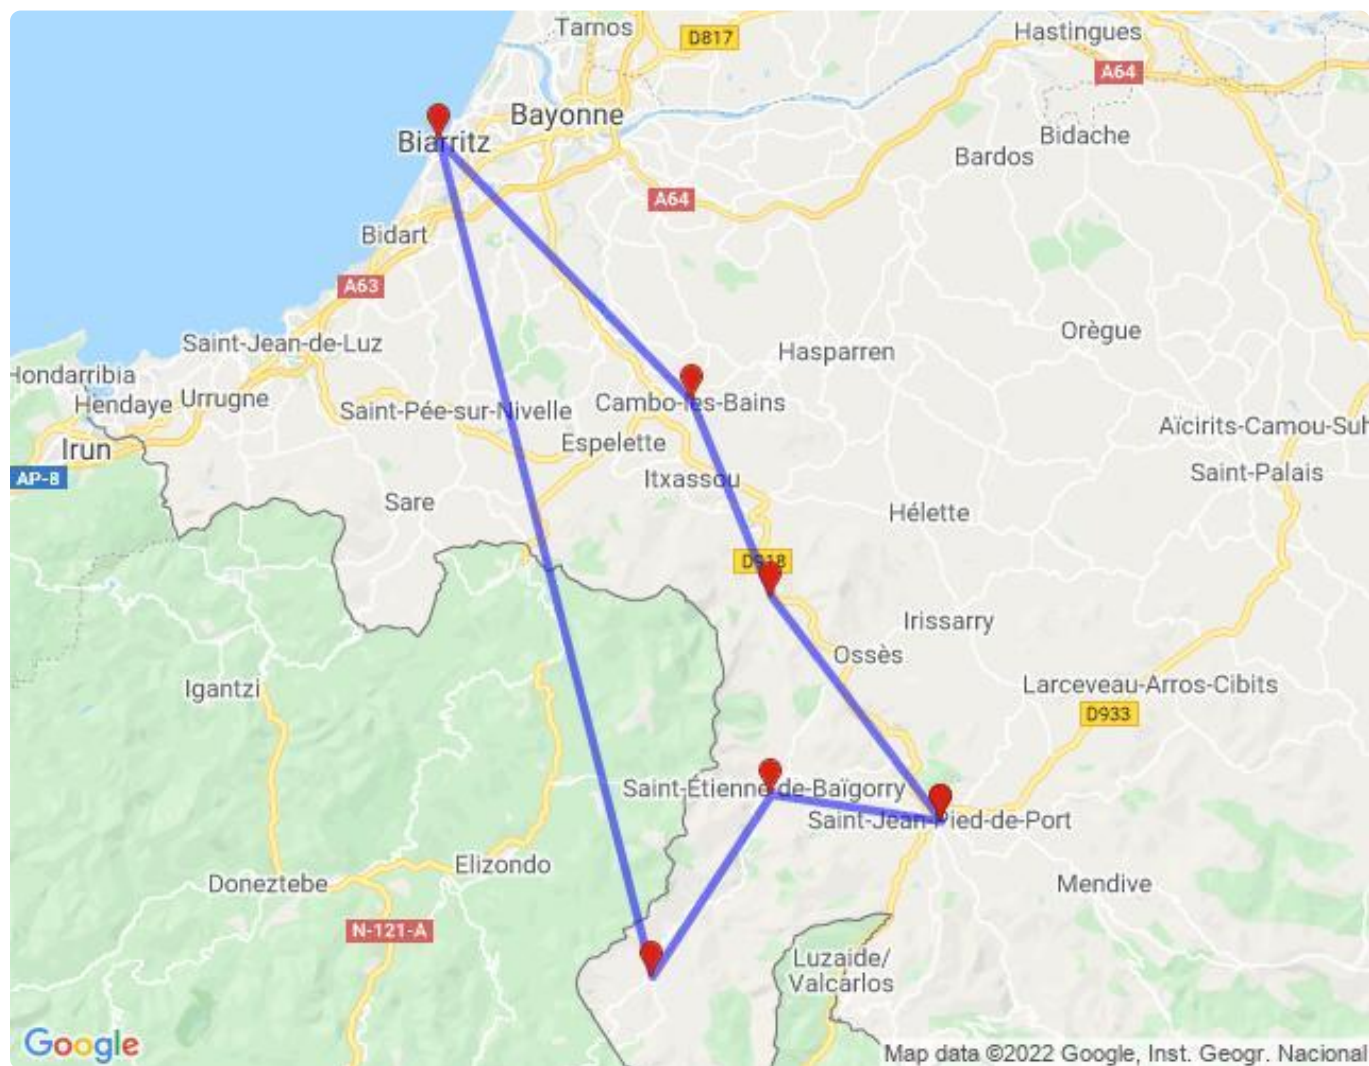 Tarnos
D817
Hastingues
A64
Bayonne
Biarritz
Bidache
Bardos
A64
Bidart
A63
Orègue
Saint-Jean-de-Luz
Hasparren
Hondarribia
Hendaye
Urrugne
Cambo-les-Bains
Saint-Pée-sur-Nivelle
Aïcirits-Camou-Suh
Espelette
Irun
Saint-Palais
AP-8
Itxassou
Sare
Hélette
D918
Irissarry
Ossès
Igantzi
Larceveau-Arros-Cibits
D933
Saint-Étienne-de-Baïgorry
Saint-Jean-Pied-de-Port
Elizondo
Doneztebe
Mendive
N-121-A
Luzaide/
Valcarlos
Google
Map data ©2022 Google, Inst. Geogr. Nacional